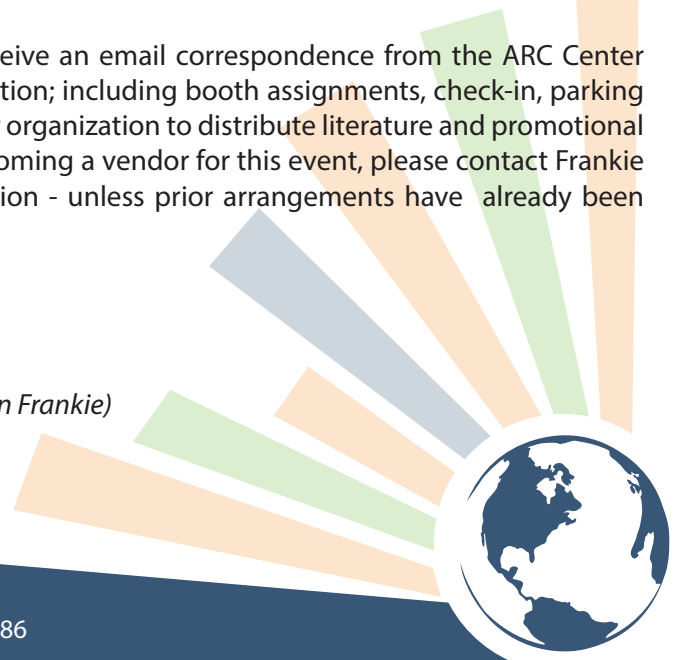 eive an email correspondence from the ARC Center
tion; including booth assignments, check-in, parking
organization to distribute literature and promotional
oming a vendor for this event, please contact Frankie
ion - unless prior arrangements have already been
n Frankie)
86